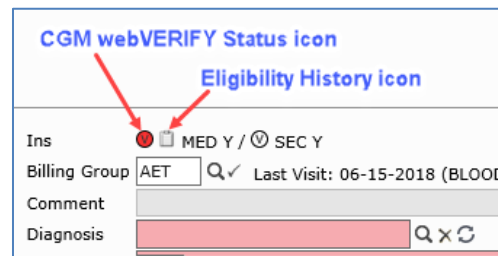 CGM webVERIFY Status icon
Eligibility History icon
Ins V MED Y / V SEC Y
Billing Group AET Last Visit: 06-15-2018 (BLOOD
Comment
Diagnosis